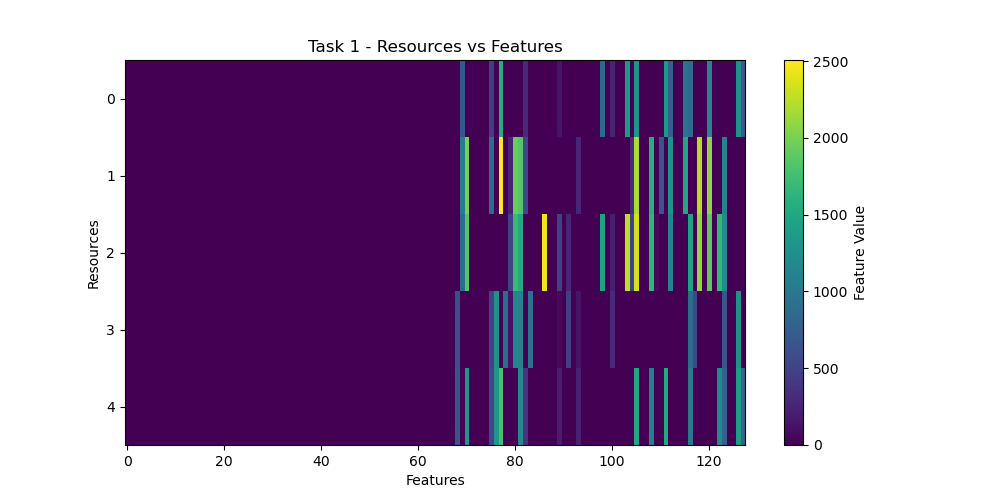 Task 1 - Resources vs Features
Resources
0
1
2
3
4
0 20 40 60 80 100 120
Features
2500
2000
1500
1000
500
0
Feature Value